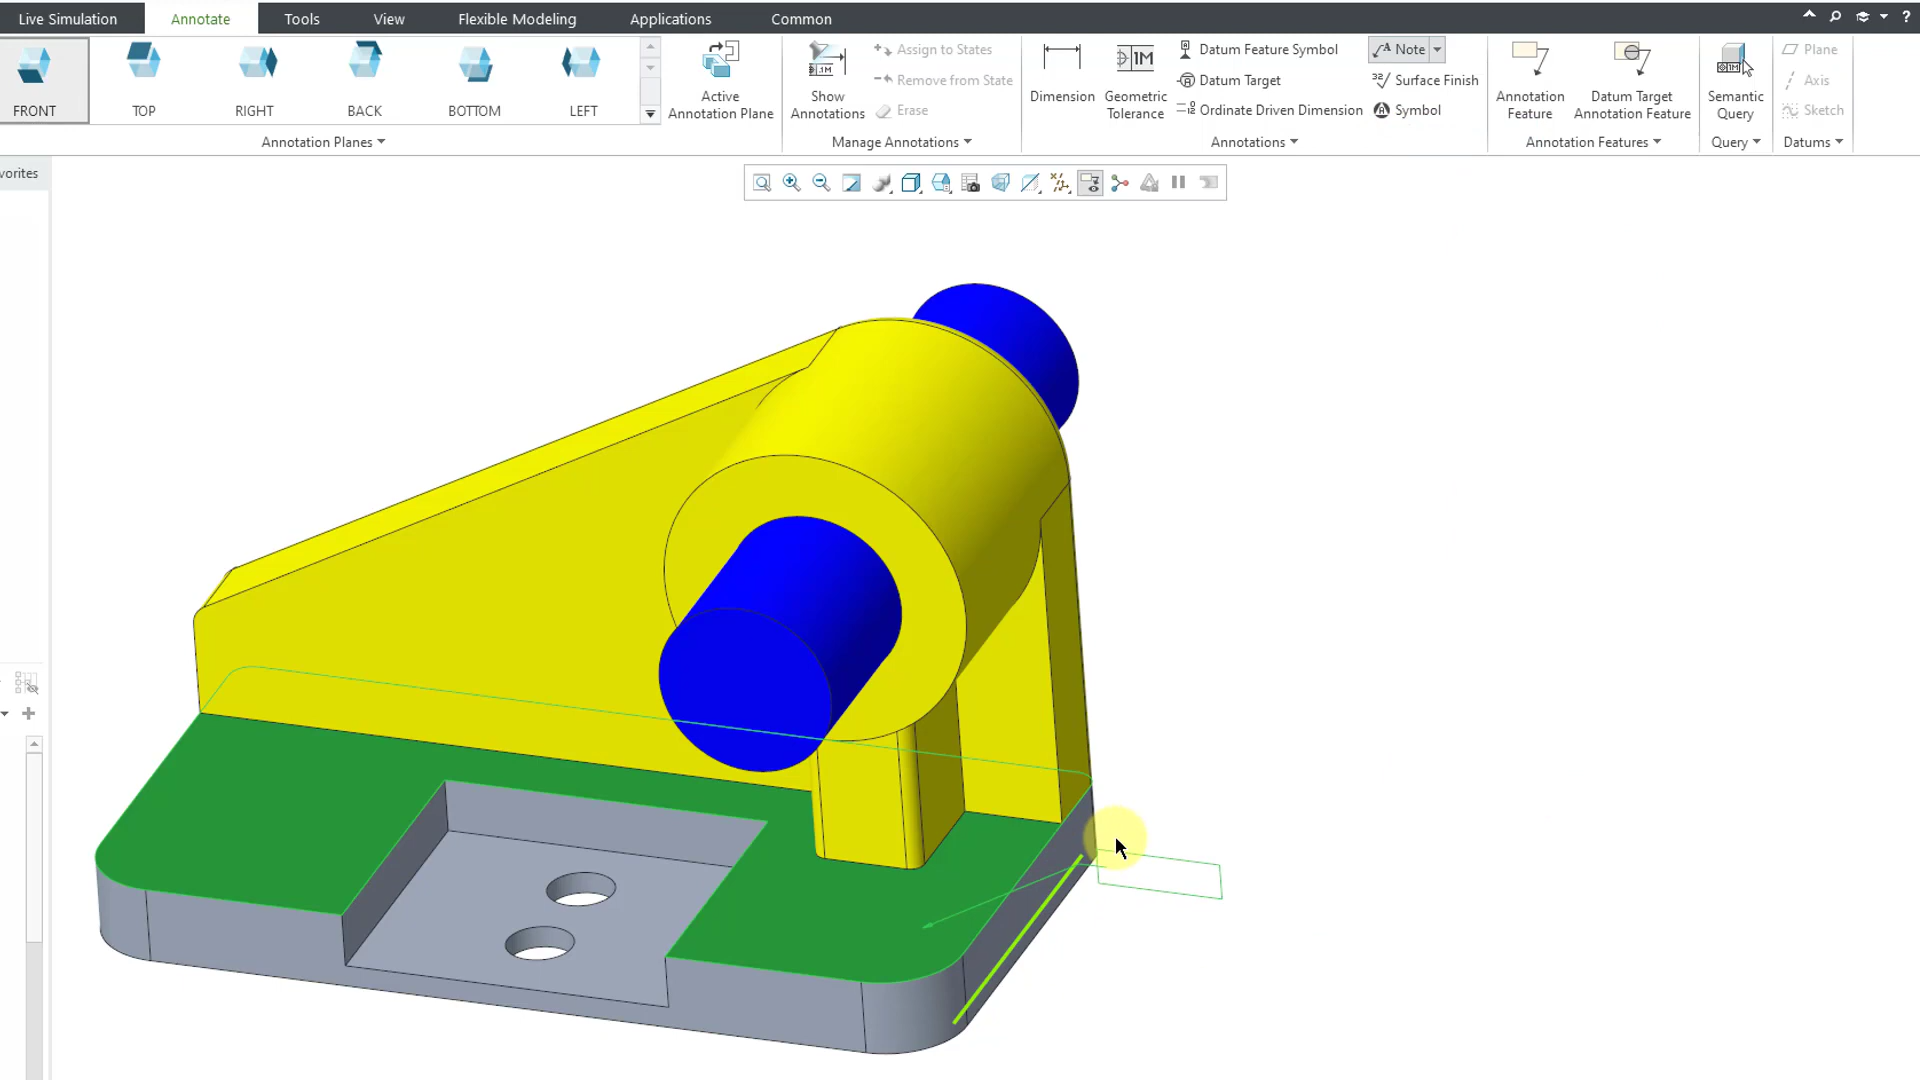 Live Simulation
Annotate
Tools
View
Flexible Modeling
Applications
Common
?
FRONT
TOP
RIGHT
BACK
BOTTOM
LEFT
Annotation Planes
Active
Annotation Plane
Show
Annotations
Assign to States
Remove from State
Erase
Manage Annotations
Dimension
Geometric
Tolerance
Datum Feature Symbol
Datum Target
Ordinate Driven Dimension
Note
Surface Finish
Symbol
Annotations
Annotation
Feature
Datum Target
Annotation Feature
Annotation Features
Semantic
Query
Query
Plane
Axis
Sketch
Datums
vorites